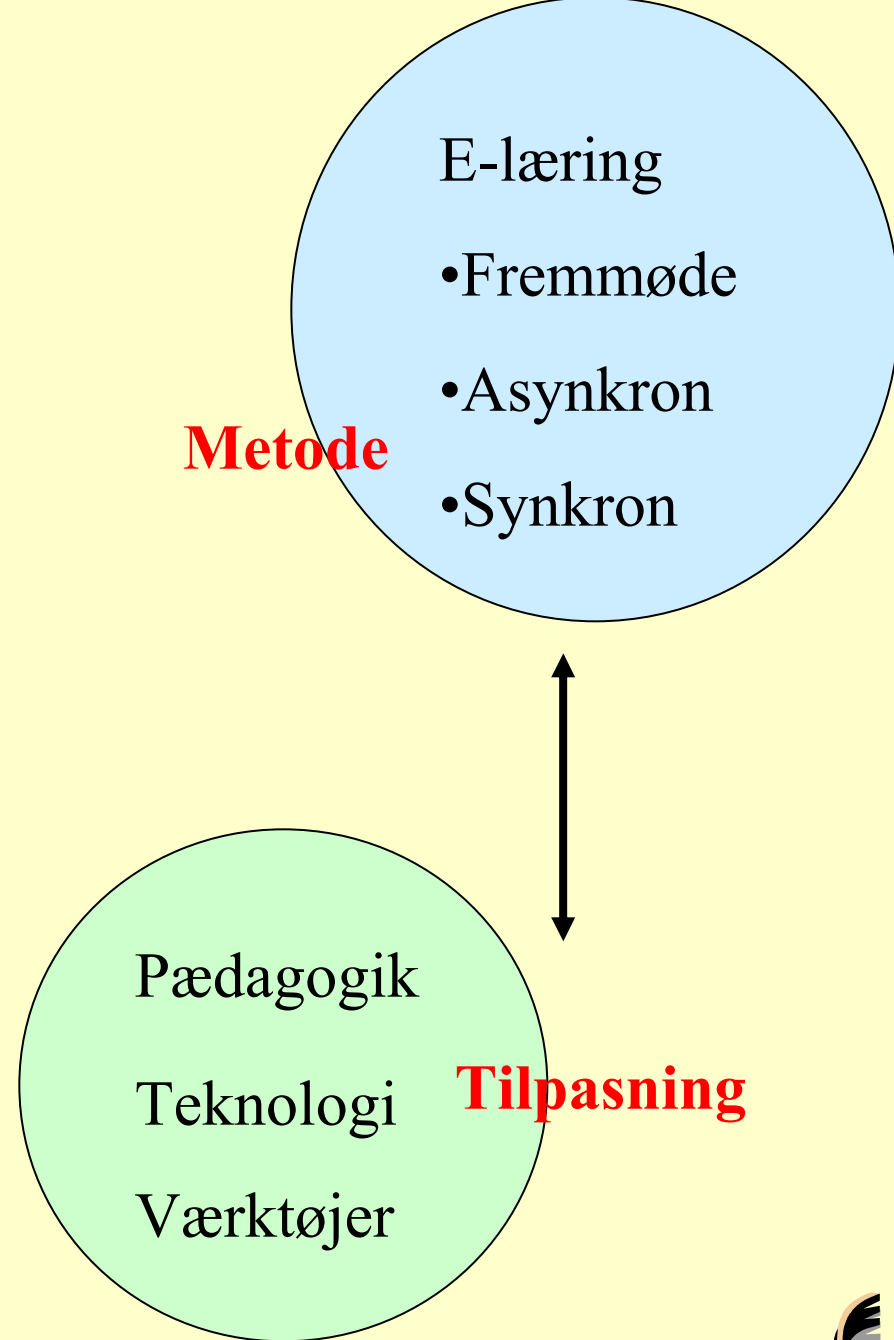 E-læring
•Fremmøde
•Asynkron
Metode
•Synkron
Pædagogik
Teknologi
Tilpasning
Værktøjer